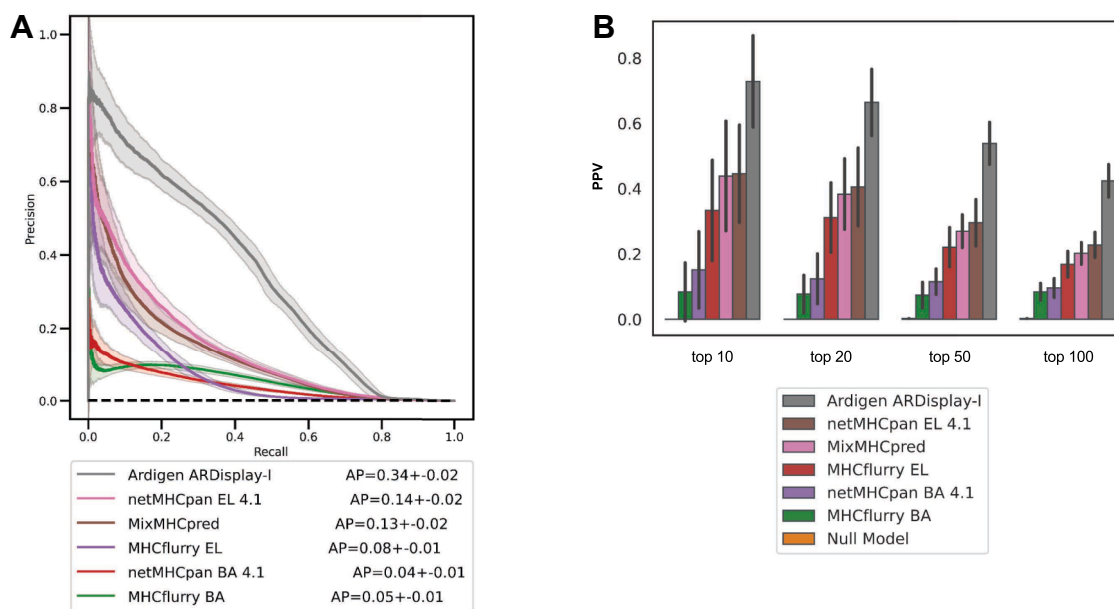 A
1.0
0.8
0.6
0.4
0.2
0.0
Precision
0.0 0.2 0.4 0.6 0.8 1.0
Recall
Ardigen ARDisplay-I AP=0.34+-0.02
netMHCpan EL 4.1 AP=0.14+-0.02
MixMHCpred AP=0.13+-0.02
MHCflurry EL AP=0.08+-0.01
netMHCpan BA 4.1 AP=0.04+-0.01
MHCflurry BA AP=0.05+-0.01
B
0.8
0.6
0.4
0.2
0.0
PPV
top 10 top 20 top 50 top 100
Ardigen ARDisplay-I
netMHCpan EL 4.1
MixMHCpred
MHCflurry EL
netMHCpan BA 4.1
MHCflurry BA
Null Model